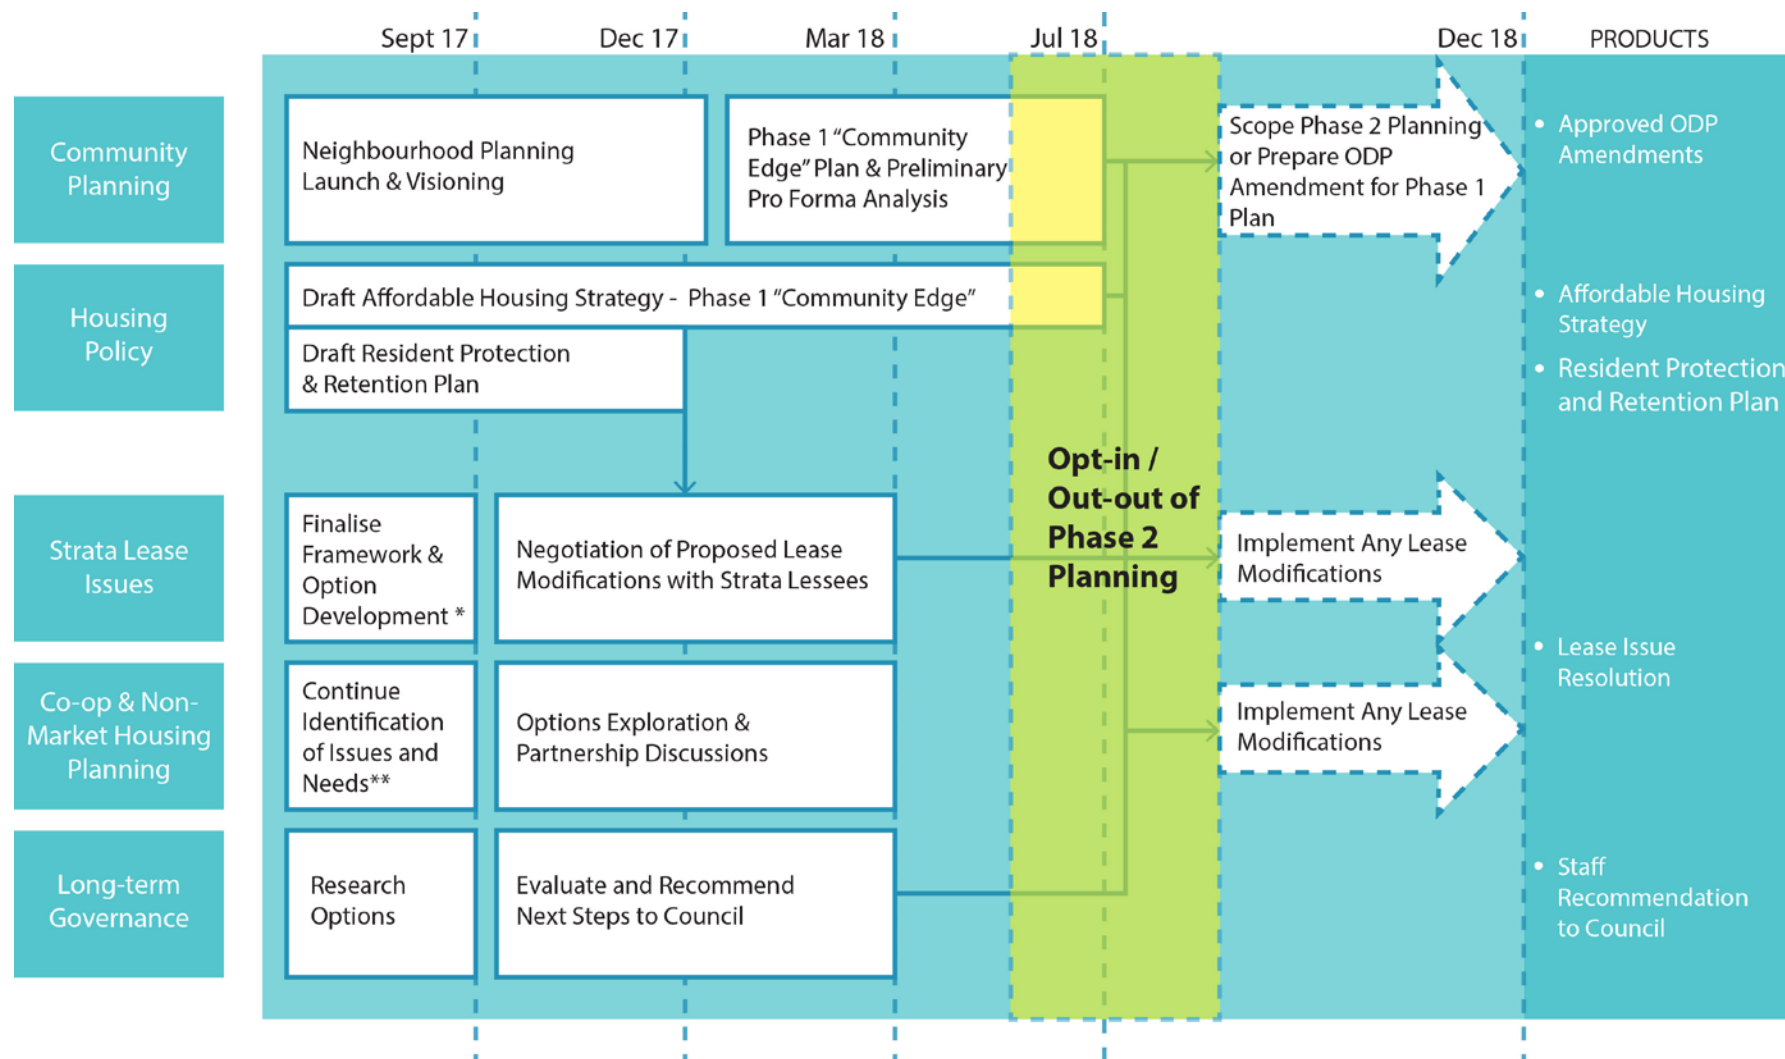 Sept 17
Dec 17
Mar 18
Jul 18
Dec 18
PRODUCTS
Community
Planning
Neighbourhood Planning
Launch & Visioning
Phase 1 “Community
Edge” Plan & Preliminary
Pro Forma Analysis
Scope Phase 2 Planning
or Prepare ODP
Amendment for Phase 1
Plan
• Approved ODP
Amendments
Housing
Policy
Draft Affordable Housing Strategy - Phase 1 “Community Edge”
Draft Resident Protection
& Retention Plan
• Affordable Housing
Strategy
• Resident Protection
and Retention Plan
Opt-in /
Out-out of
Phase 2
Planning
Strata Lease
Issues
Finalise
Framework &
Option
Development *
Negotiation of Proposed Lease
Modifications with Strata Lessees
Implement Any Lease
Modifications
• Lease Issue
Resolution
Co-op & Non-
Market Housing
Planning
Continue
Identification
of Issues and
Needs**
Options Exploration &
Partnership Discussions
Implement Any Lease
Modifications
Long-term
Governance
Research
Options
Evaluate and Recommend
Next Steps to Council
• Staff
Recommendation
to Council